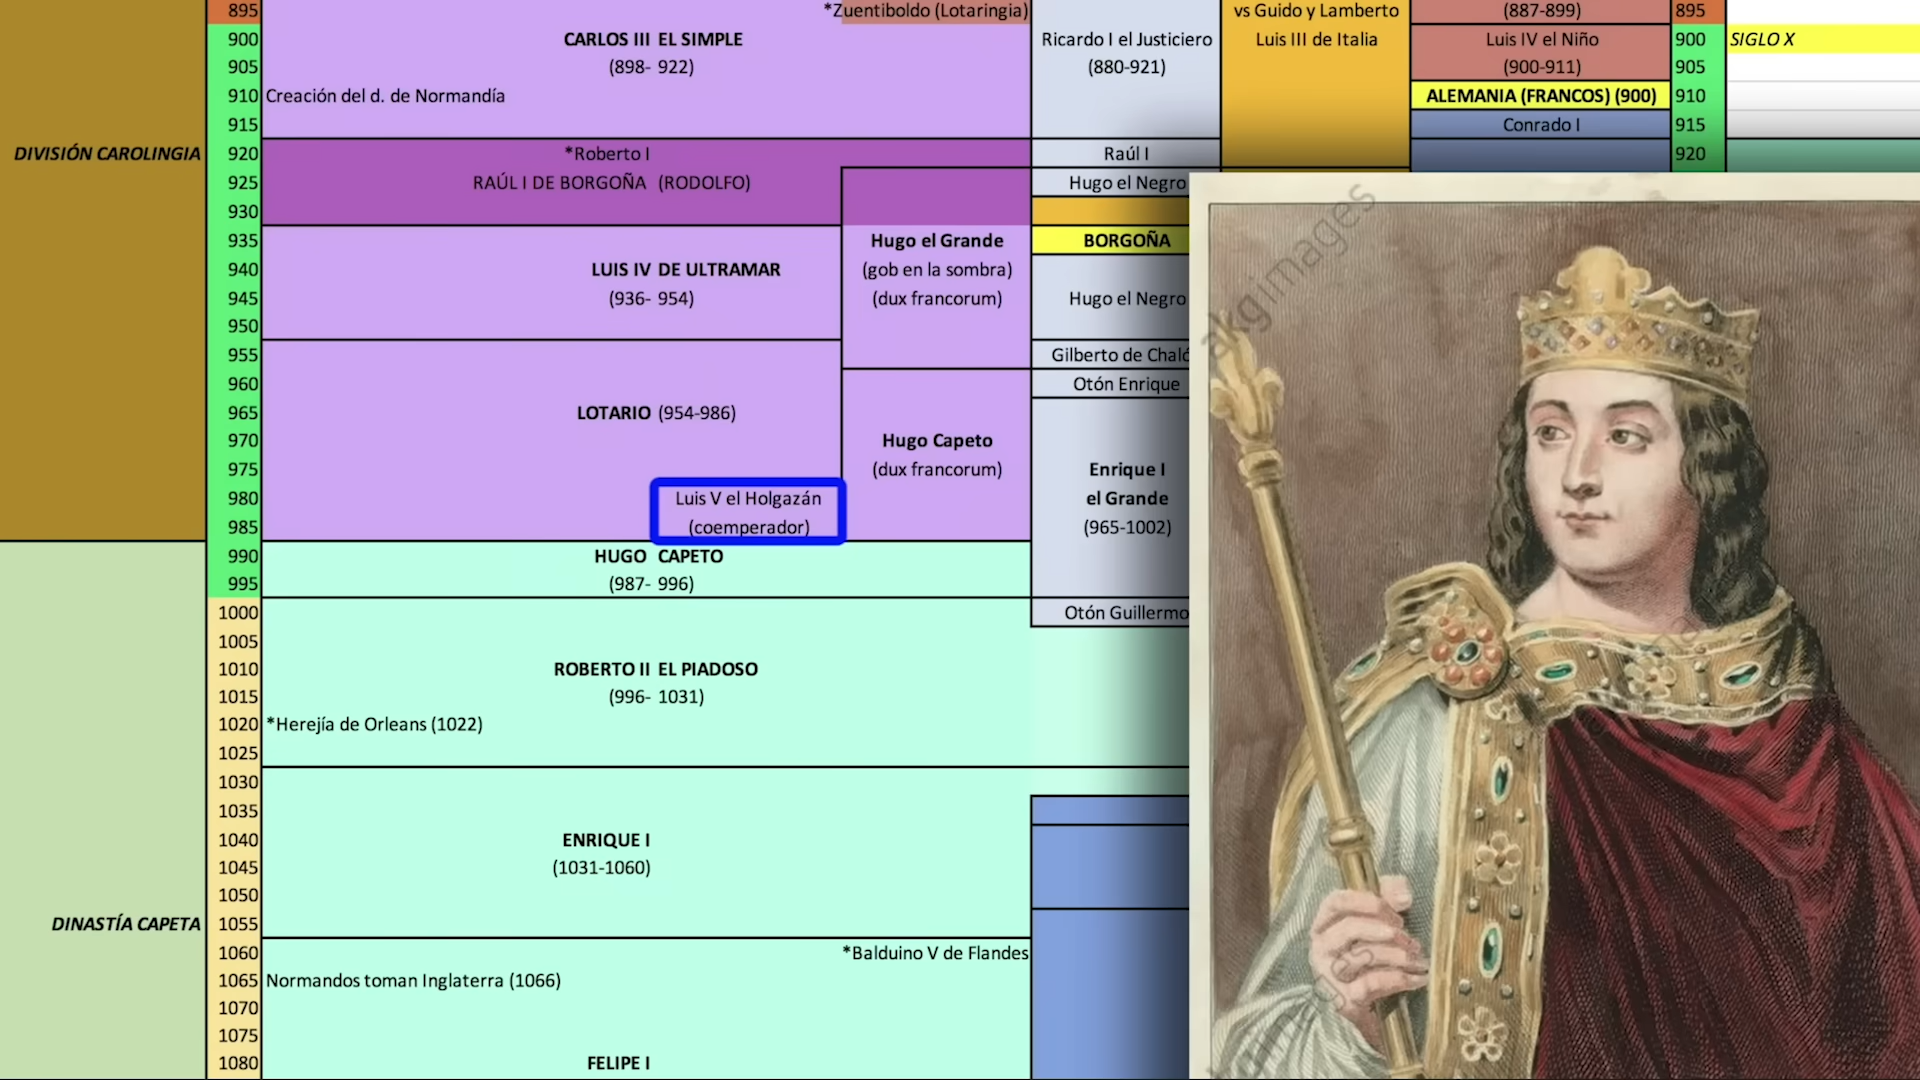 DIVISIÓN CAROLINGIA
DINASTÍA CAPETA
895
900
905
910
915
920
925
930
935
940
945
950
955
960
965
970
975
980
985
990
995
1000
1005
1010
1015
1020
1025
1030
1035
1040
1045
1050
1055
1060
1065
1070
1075
1080
*Zuentiboldo (Lotaringia)
CARLOS III EL SIMPLE
(898- 922)
Creación del d. de Normandía
*Roberto I
RAÚL I DE BORGOÑA (RODOLFO)
LUIS IV DE ULTRAMAR
(936- 954)
LOTARIO (954-986)
Luis V el Holgazán
(coemperador)
Hugo el Grande
(gob en la sombra)
(dux francorum)
Hugo Capeto
(dux francorum)
HUGO CAPETO
(987- 996)
ROBERTO II EL PIADOSO
(996- 1031)
*Herejía de Orleans (1022)
ENRIQUE I
(1031-1060)
*Balduino V de Flandes
Normandos toman Inglaterra (1066)
FELIPE I
Ricardo I el Justiciero
(880-921)
Raúl I
Hugo el Negro
BORGOÑA
Hugo el Negro
Gilberto de Chaló
Otón Enrique
Enrique I
el Grande
(965-1002)
Otón Guillermo
vs Guido y Lamberto
Luis III de Italia
(887-899)
Luis IV el Niño
(900-911)
ALEMANIA (FRANCOS) (900)
Conrado I
895
900
905
910
915
920
SIGLO X
akgimages